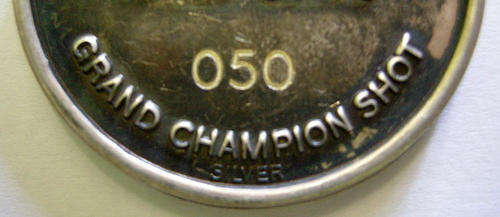 050
GRAND CHAMPION SHOT
SILVER